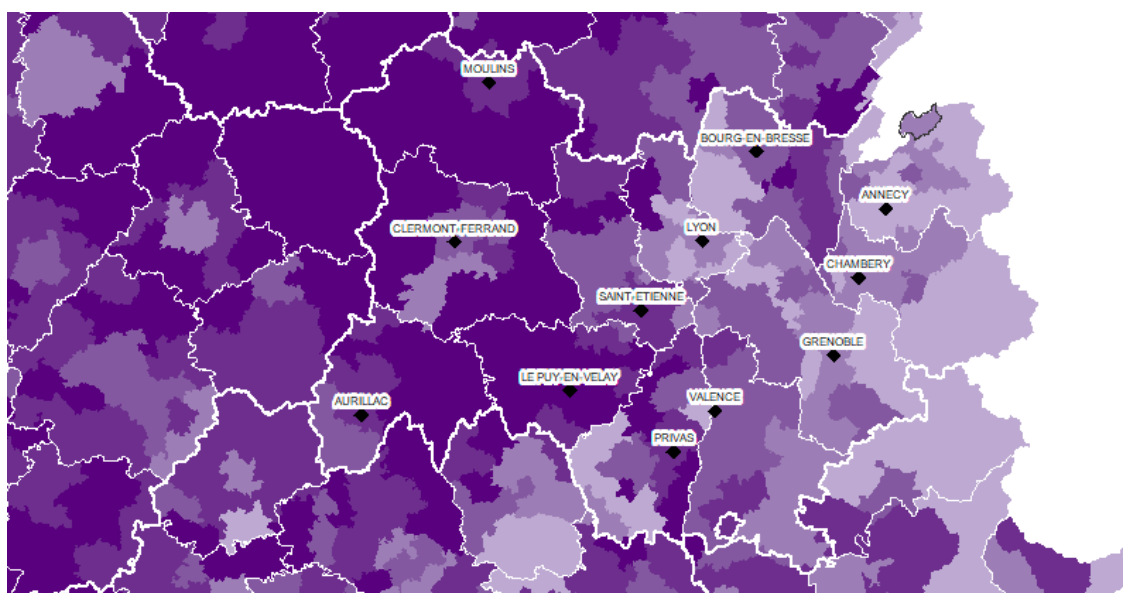 MOULINS
BOURG-EN-BRESSE
ANNECY
CLERMONT-FERRAND
LYON
CHAMBERY
SAINT-ETIENNE
GRENOBLE
LE PUY-EN-VELAY
AURILLAC
VALENCE
PRIVAS